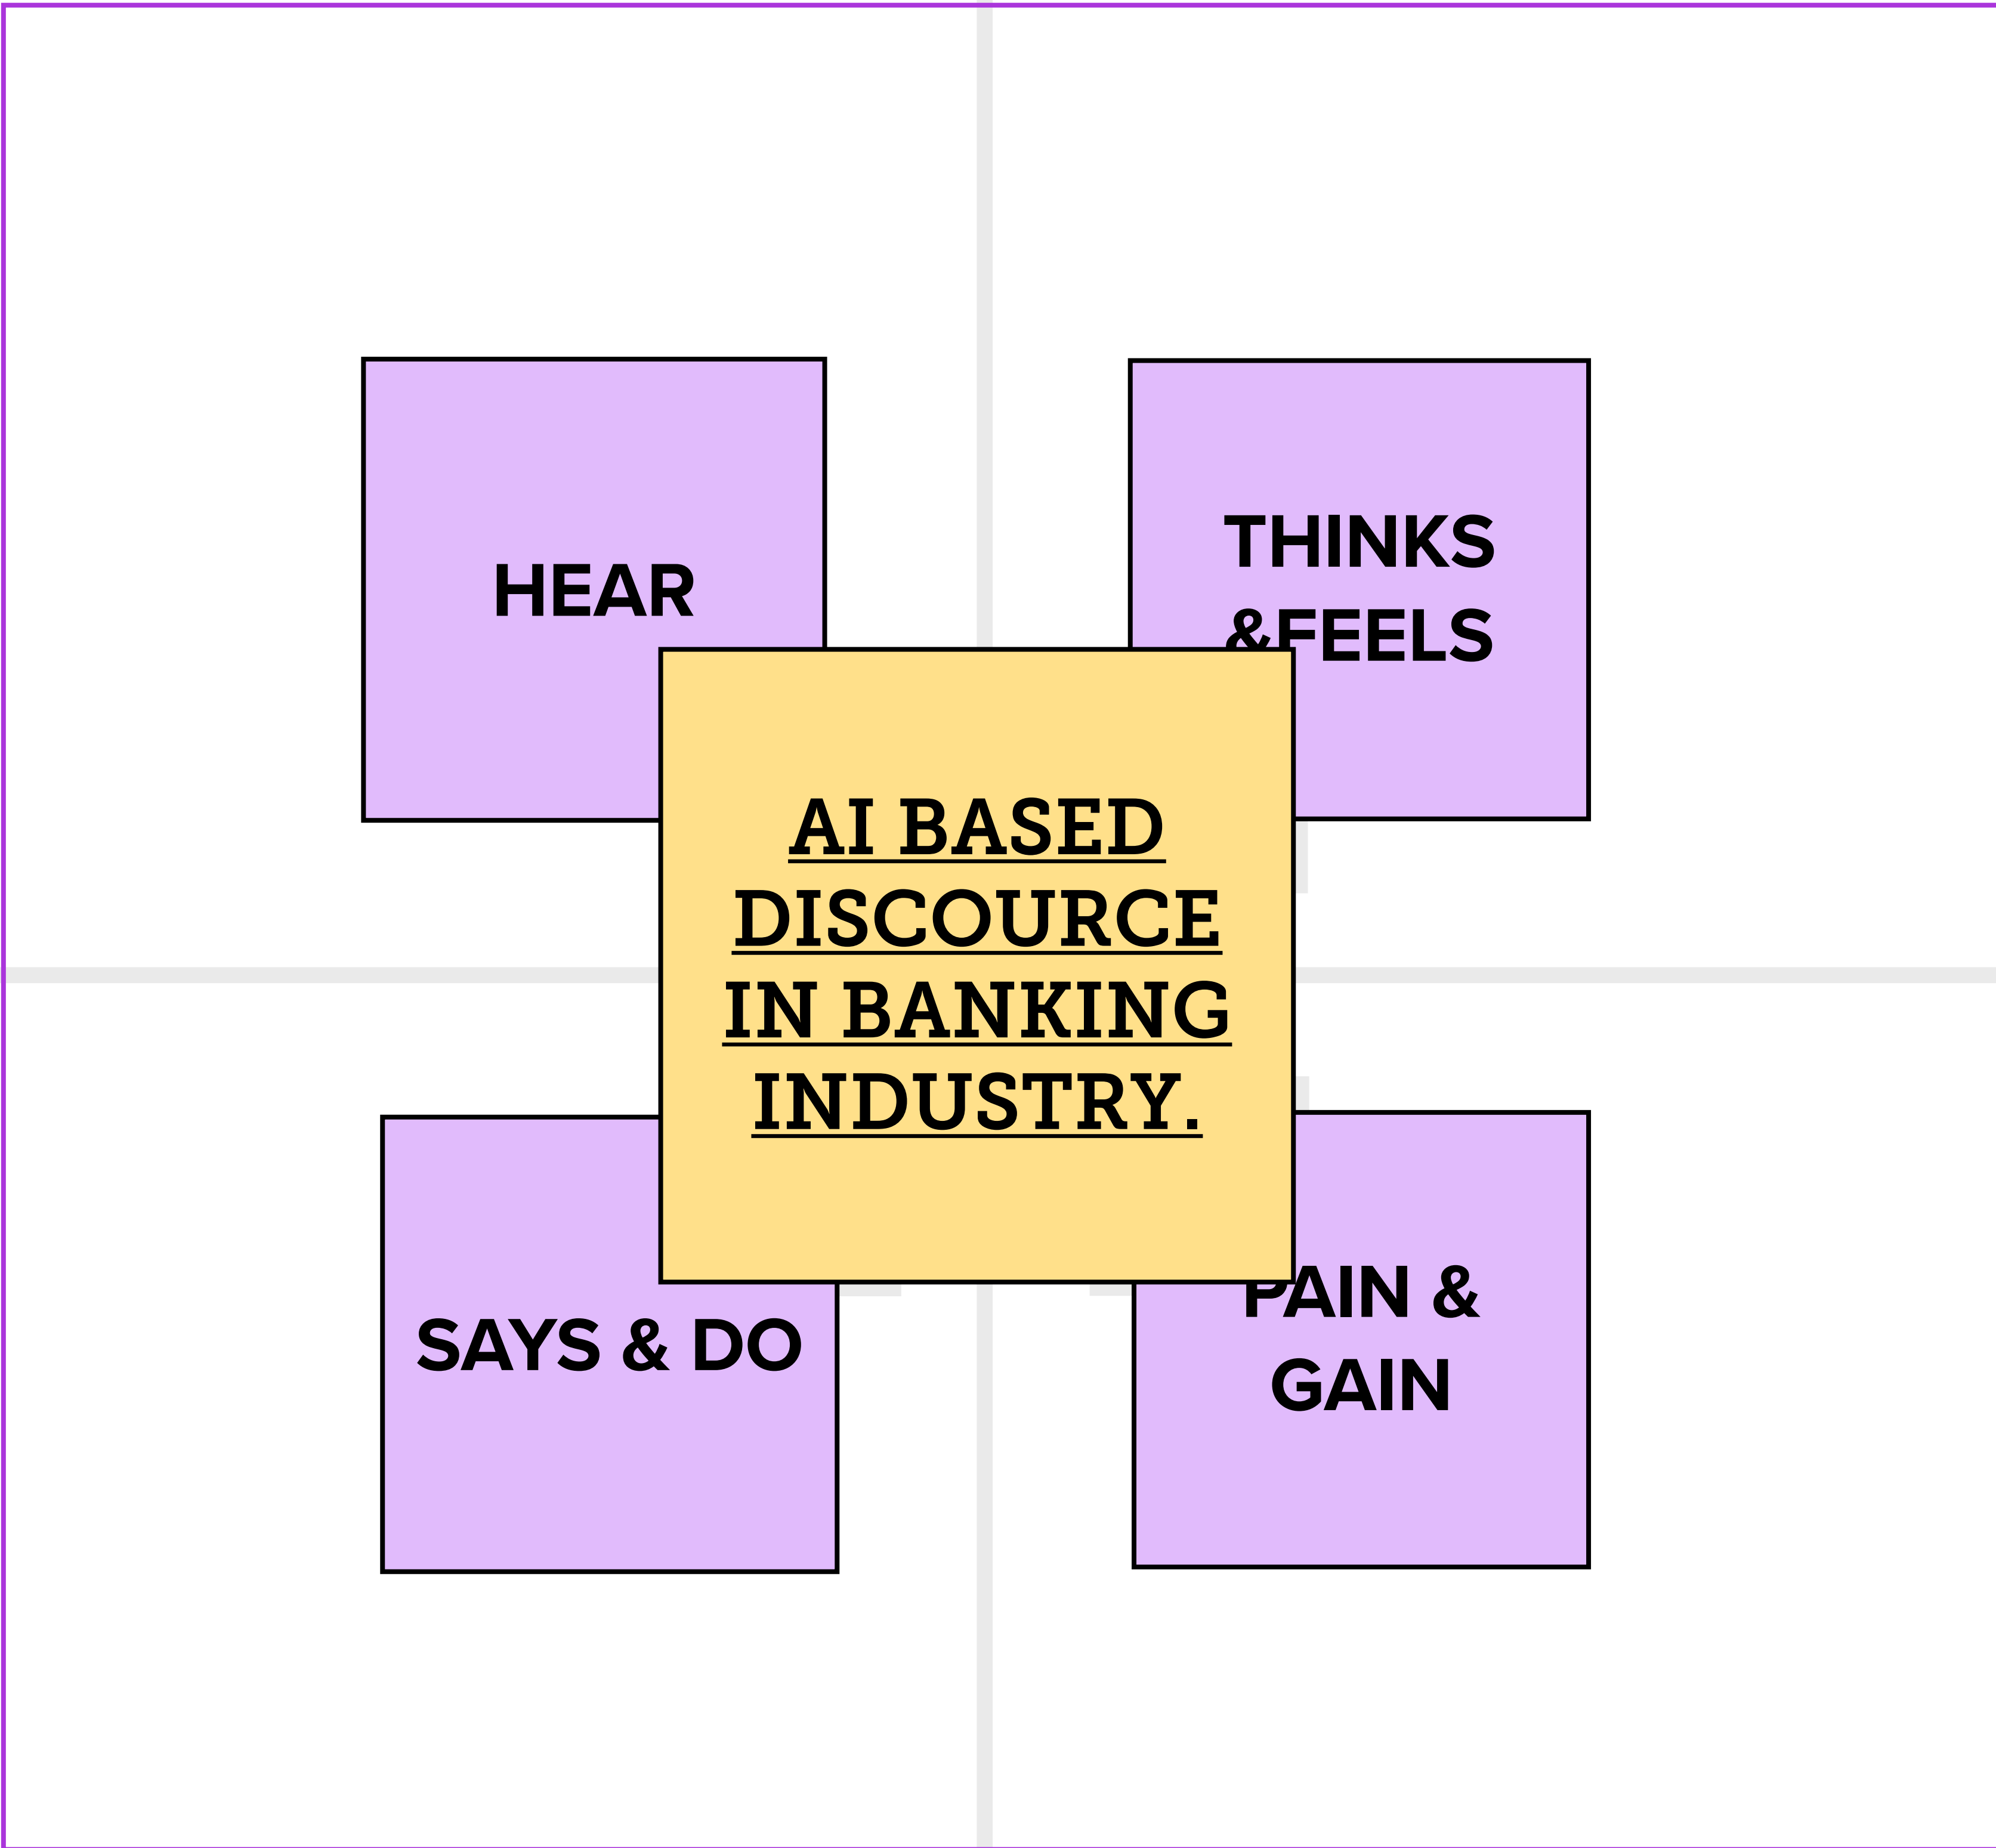 HEAR
THINKS
&FEELS
AI BASED
DISCOURCE
IN BANKING
INDUSTRY.
SAYS & DO
PAIN &
GAIN